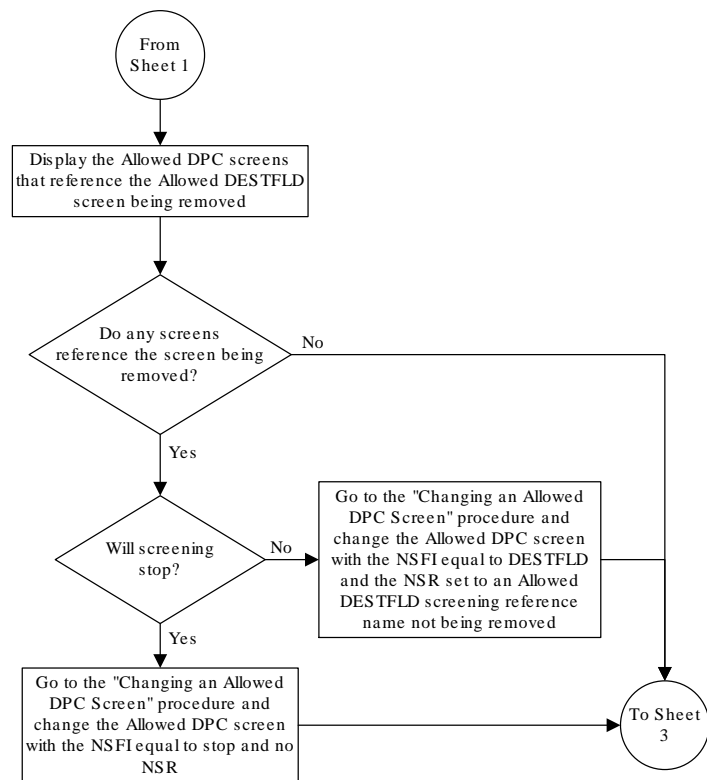 From
Sheet 1
Display the Allowed DPC screens
that reference the Allowed DESTFLD
screen being removed
Do any screens
reference the screen being
removed?
No
Yes
Will screening
stop?
No
Go to the "Changing an Allowed
DPC Screen" procedure and
change the Allowed DPC screen
with the NSFI equal to DESTFLD
and the NSR set to an Allowed
DESTFLD screening reference
name not being removed
Yes
Go to the "Changing an Allowed
DPC Screen" procedure and
change the Allowed DPC screen
with the NSFI equal to stop and no
NSR
To Sheet
3